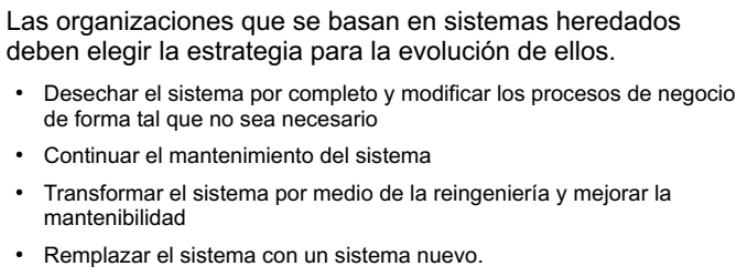 Las organizaciones que se basan en sistemas heredados
deben elegir la estrategia para la evolución de ellos.
• Desechar el sistema por completo y modificar los procesos de negocio
de forma tal que no sea necesario
• Continuar el mantenimiento del sistema
• Transformar el sistema por medio de la reingeniería y mejorar la
mantenibilidad
• Remplazar el sistema con un sistema nuevo.